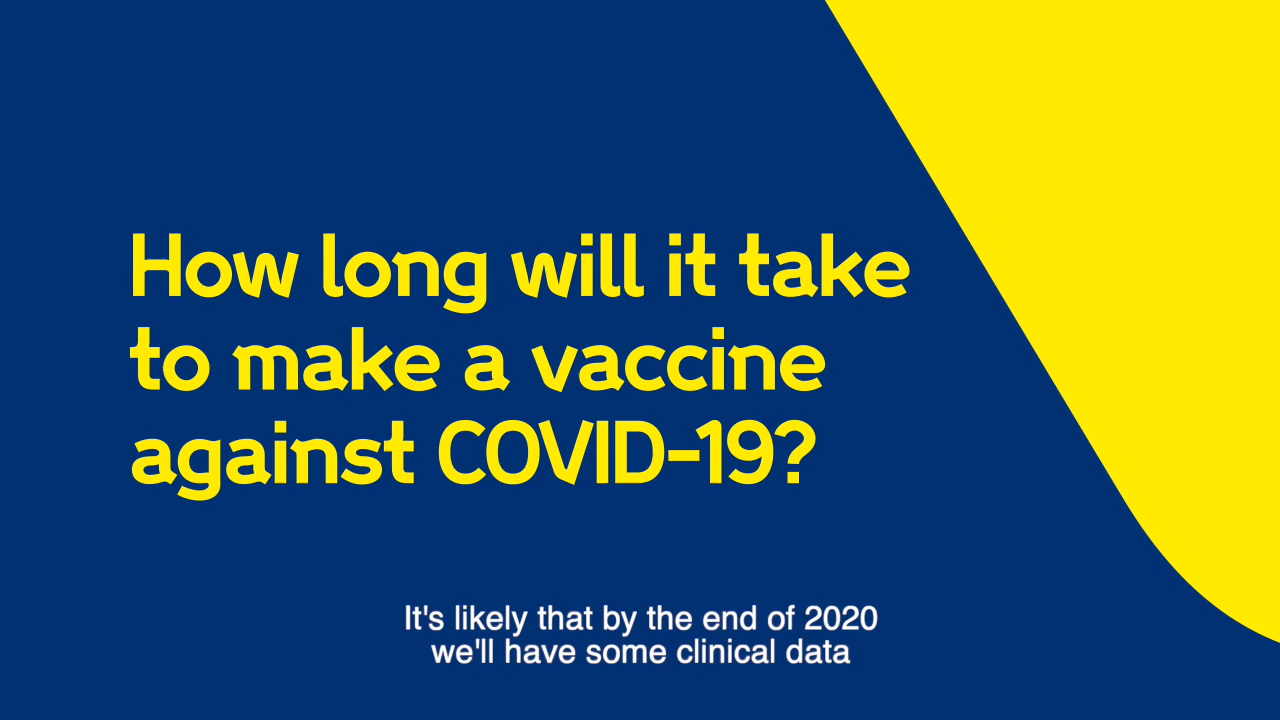 How long will it take
to make a vaccine
against COVID-19?
It's likely that by the end of 2020
we'll have some clinical data